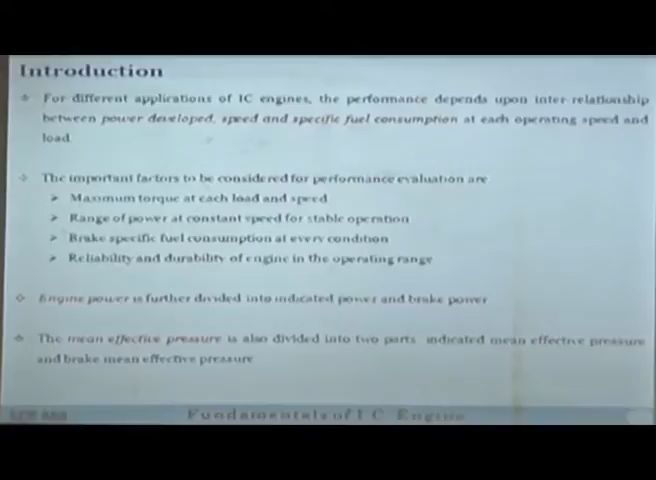 Introduction
For different applications of IC engines, the performance depends upon inter relationship
between power developed, speed and specific fuel consumption at each operating speed and
load
The important factors to be considered for performance evaluation are
Maximum torque at each load and speed
Range of power at constant speed for stable operation
Brake specific fuel consumption at every condition
Reliability and durability of engine in the operating range
Engine power is further divided into indicated power and brake power
The mean effective pressure is also divided into two parts indicated mean effective pressure
and brake mean effective pressure
Fundamentals of I C Engine